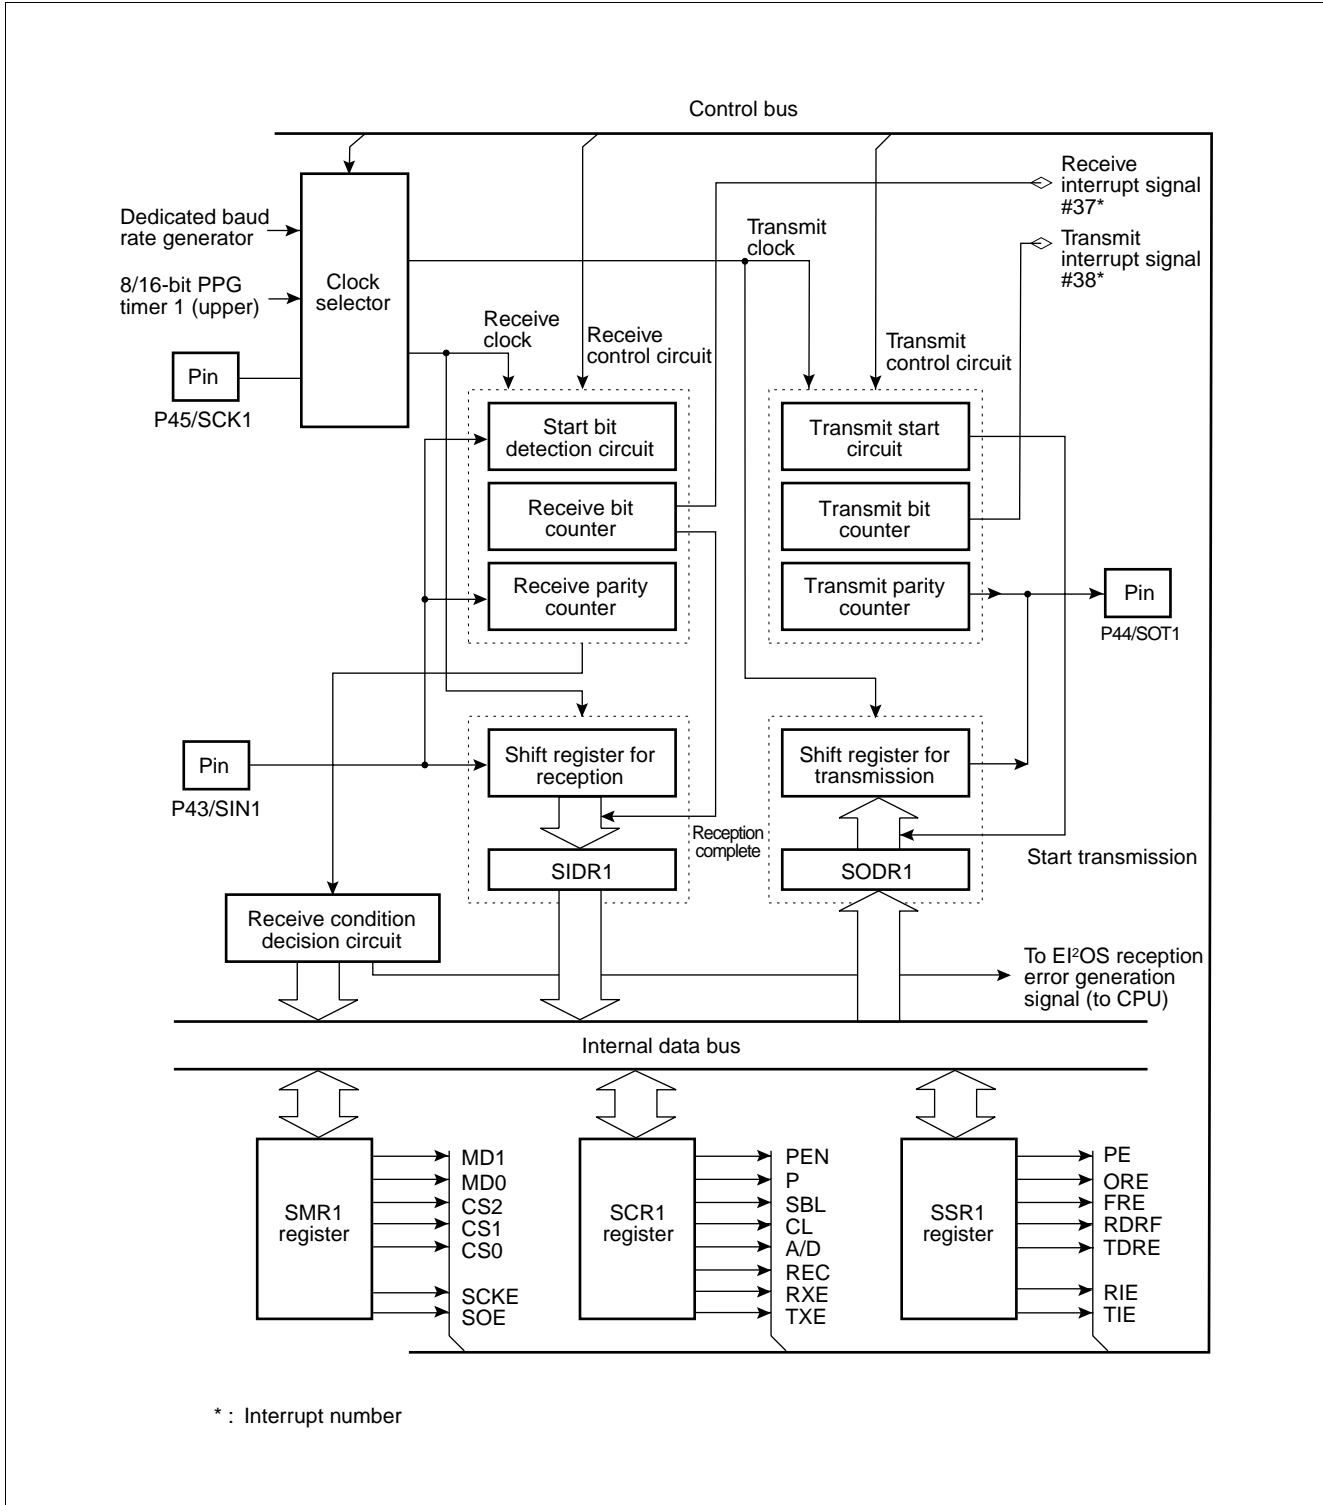 Control bus
Receive
interrupt signal
#37*
Dedicated baud
rate generator
Transmit
clock
Transmit
interrupt signal
#38*
8/16-bit PPG
timer 1 (upper)
Clock
selector
Receive
clock
Receive
control circuit
Transmit
control circuit
Pin
P45/SCK1
Start bit
detection circuit
Transmit start
circuit
Receive bit
counter
Transmit bit
counter
Receive parity
counter
Transmit parity
counter
Pin
P44/SOT1
Pin
P43/SIN1
Shift register for
reception
Shift register for
transmission
Reception
complete
Start transmission
SIDR1
SODR1
Receive condition
decision circuit
To EI²OS reception
error generation
signal (to CPU)
Internal data bus
SMR1
register
MD1
MD0
CS2
CS1
CS0
SCKE
SOE
SCR1
register
PEN
P
SBL
CL
A/D
REC
RXE
TXE
SSR1
register
PE
ORE
FRE
RDRF
TDRE
RIE
TIE
* : Interrupt number